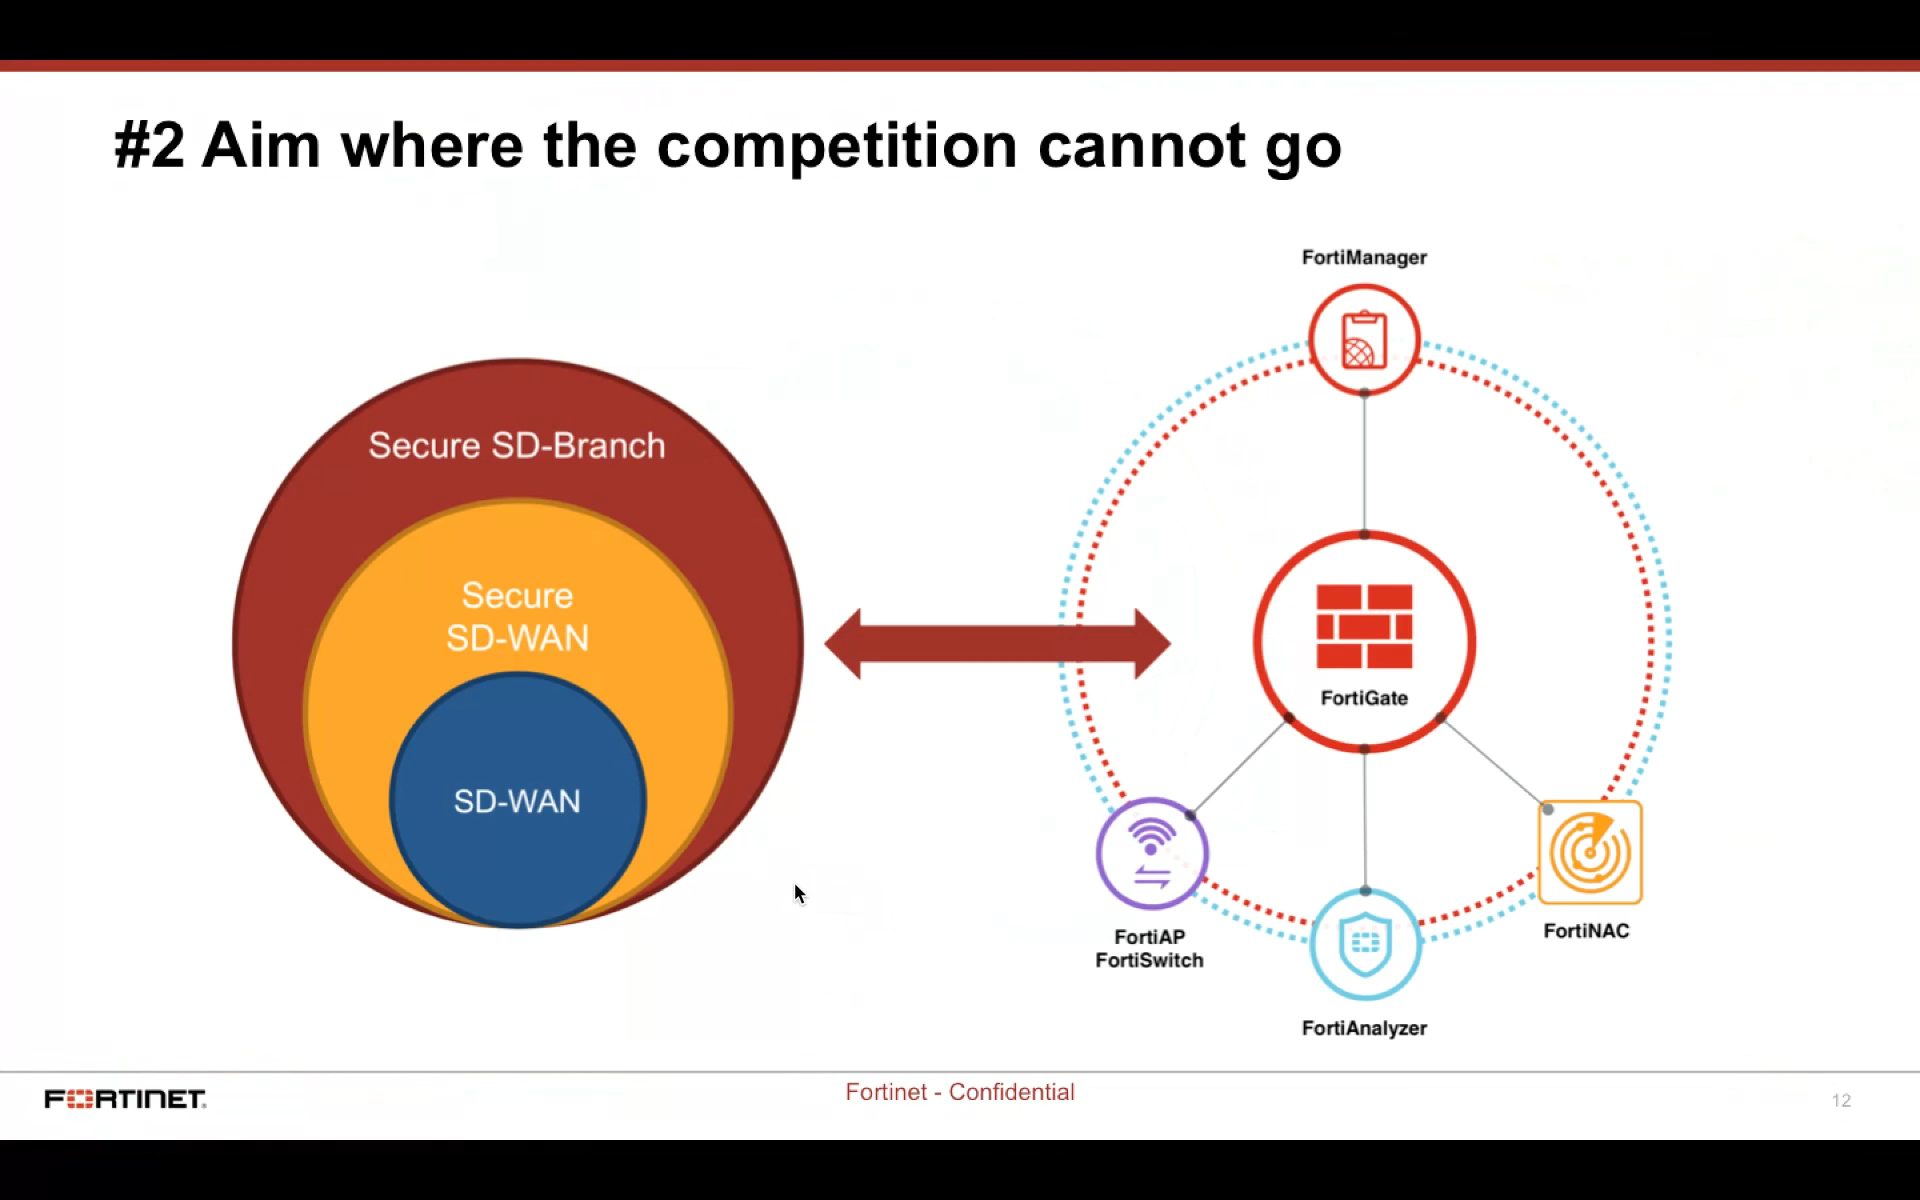 #2 Aim where the competition cannot go
Secure SD-Branch
Secure
SD-WAN
SD-WAN
FortiManager
FortiGate
FortiAP
FortiSwitch
FortiAnalyzer
FortiNAC
FORTINET
Fortinet - Confidential
12